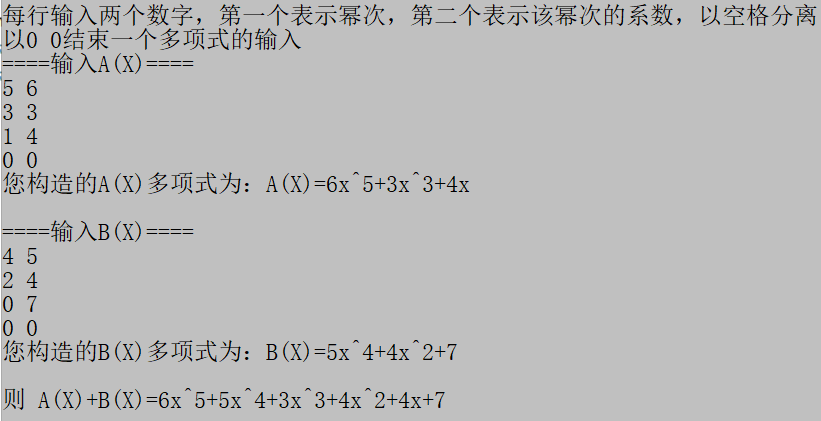 每行输入两个数字，第一个表示幂次，第二个表示该幂次的系数，以空格分离
以0 0结束一个多项式的输入
====输入A(X)====
5 6
3 3
1 4
0 0
您构造的A(X)多项式为: A(X)=6x^5+3x^3+4x
====输入B(X)====
4 5
2 4
0 7
0 0
您构造的B(X)多项式为: B(X)=5x^4+4x^2+7
则 A(X)+B(X)=6x^5+5x^4+3x^3+4x^2+4x+7